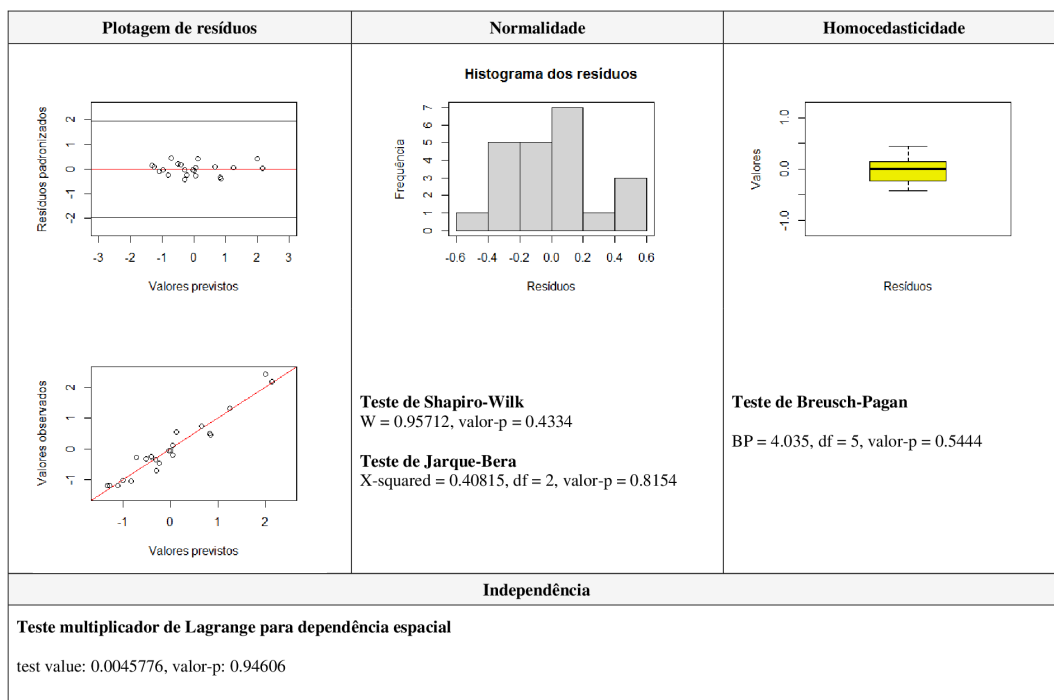 Plotagem de resíduos
Normalidade
Homocedasticidade
Resíduos padronizados
2
1
0
-1
-2
-3 -2 -1 0 1 2 3
Valores previstos
Histograma dos resíduos
Frequência
7
6
5
4
3
2
1
0
-0.6 -0.4 -0.2 0.0 0.2 0.4 0.6
Resíduos
Valores
1.0
0.0
-1.0
Resíduos
Valores observados
2
1
0
-1
-1 0 1 2
Valores previstos
Teste de Shapiro-Wilk
W = 0.95712, valor-p = 0.4334
Teste de Jarque-Bera
X-squared = 0.40815, df = 2, valor-p = 0.8154
Teste de Breusch-Pagan
BP = 4.035, df = 5, valor-p = 0.5444
Independência
Teste multiplicador de Lagrange para dependência espacial
test value: 0.0045776, valor-p: 0.94606